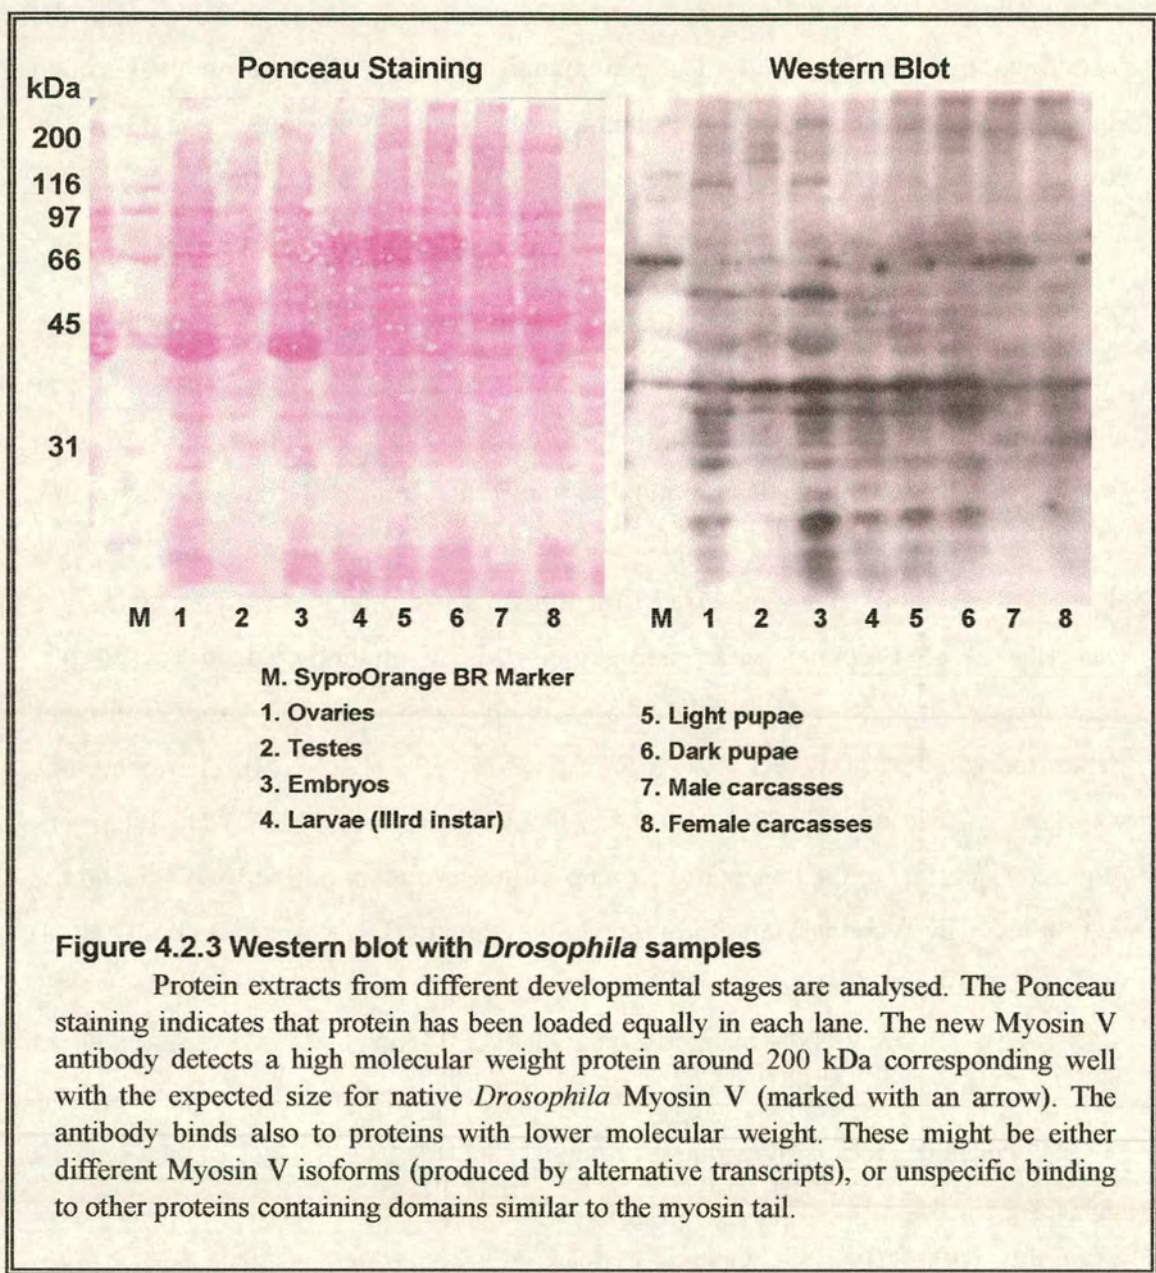 Ponceau Staining
Western Blot
kDa
200
116
97
66
45
31
M 1 2 3 4 5 6 7 8
M 1 2 3 4 5 6 7 8
M. SyproOrange BR Marker
1. Ovaries
2. Testes
3. Embryos
4. Larvae (IIIrd instar)
5. Light pupae
6. Dark pupae
7. Male carcasses
8. Female carcasses
Figure 4.2.3 Western blot with Drosophila samples
Protein extracts from different developmental stages are analysed. The Ponceau
staining indicates that protein has been loaded equally in each lane. The new Myosin V
antibody detects a high molecular weight protein around 200 kDa corresponding well
with the expected size for native Drosophila Myosin V (marked with an arrow). The
antibody binds also to proteins with lower molecular weight. These might be either
different Myosin V isoforms (produced by alternative transcripts), or unspecific binding
to other proteins containing domains similar to the myosin tail.